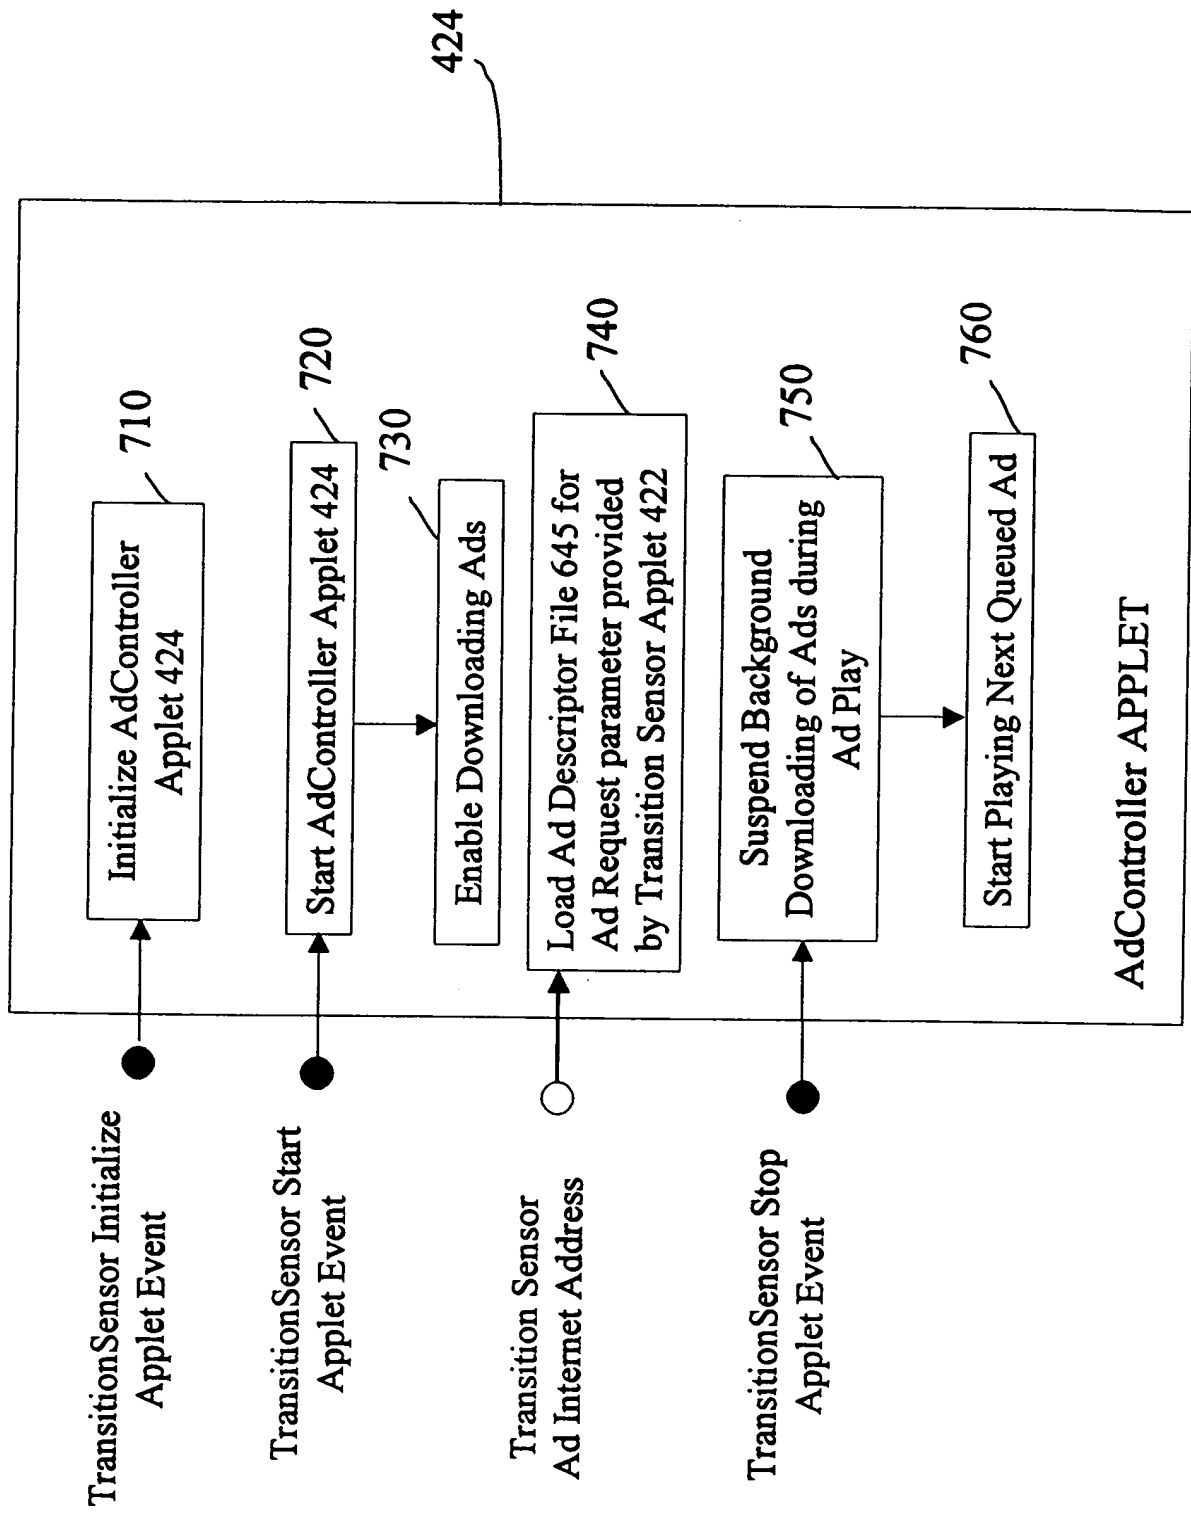 424
TransitionSensor Initialize
Applet Event
Initialize AdController
Applet 424
710
TransitionSensor Start
Applet Event
Start AdController Applet 424
720
Enable Downloading Ads
730
Transition Sensor
Ad Internet Address
Load Ad Descriptor File 645 for
Ad Request parameter provided
by Transition Sensor Applet 422
740
TransitionSensor Stop
Applet Event
Suspend Background
Downloading of Ads during
Ad Play
750
Start Playing Next Queued Ad
760
AdController APPLET